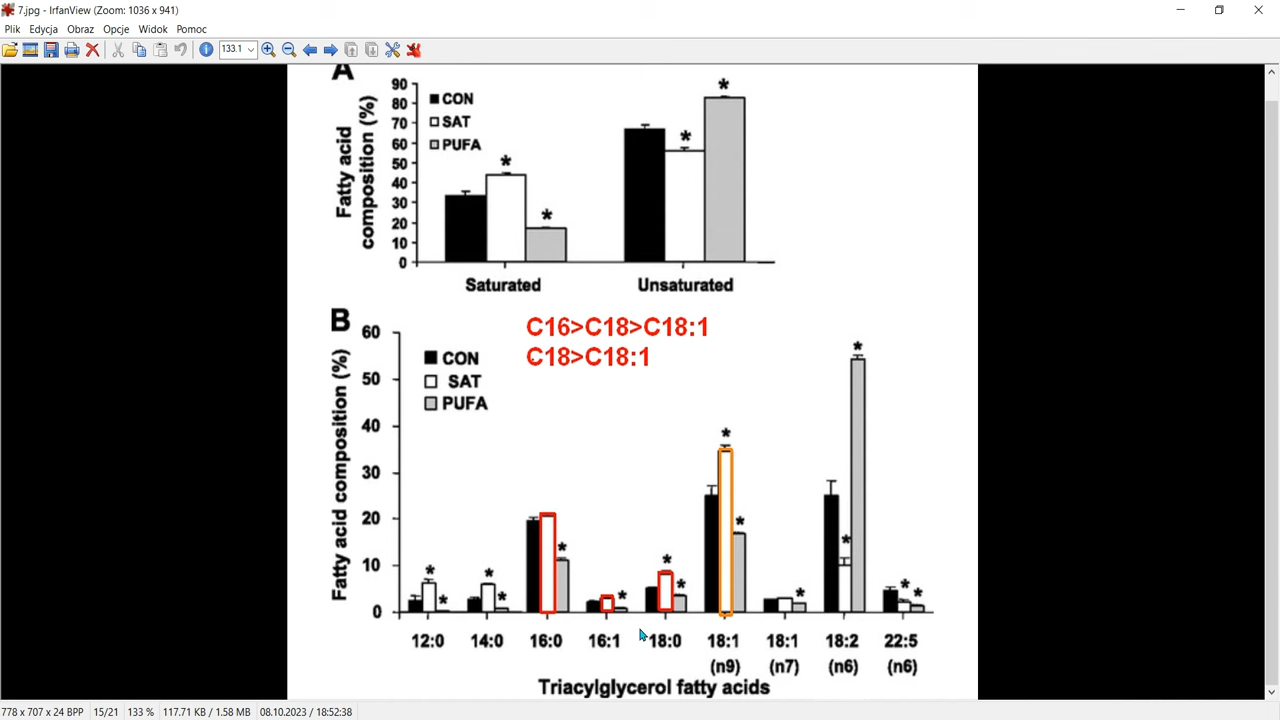 7.jpg - IrfanView (Zoom: 1036 x 941)
Plik Edycja Obraz Opcje Widok Pomoc
133.1
A
Fatty acid
composition (%)
90
80
70
60
50
40
30
20
10
0
CON
SAT
PUFA
*
*
*
*
Saturated
Unsaturated
B
C16>C18>C18:1
C18>C18:1
Fatty acid composition (%)
60
50
40
30
20
10
0
CON
SAT
PUFA
* * * * * * * * * * * * * * *
12:0 14:0 16:0 16:1 18:0 18:1 18:1 18:2 22:5
(n9) (n7) (n6) (n6)
Triacylglycerol fatty acids
778 x 707 x 24 BPP 15/21 133 % 117.71 KB / 1.58 MB 08.10.2023 / 18:52:38